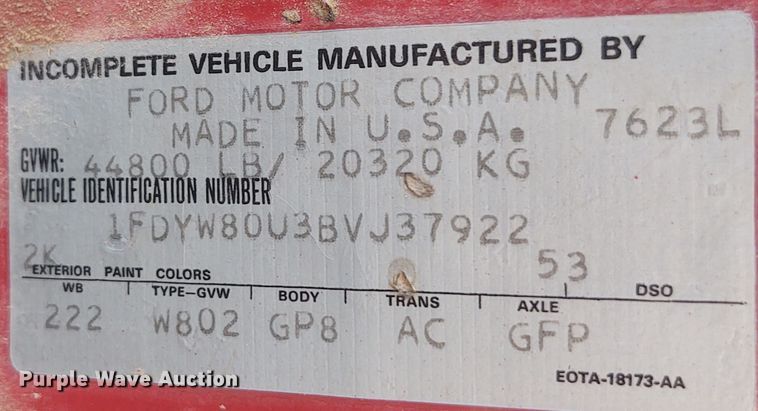 INCOMPLETE VEHICLE MANUFACTURED BY
FORD MOTOR COMPANY
MADE IN U.S.A. 7623L
GVWR: 44800 LB/ 20320 KG
VEHICLE IDENTIFICATION NUMBER
1FDYW80U3BVJ37922
2K 53
EXTERIOR PAINT COLORS DSO
WB TYPE-GVW BODY TRANS AXLE
222 W802 GP8 AC GFP
EOTA-18173-AA
Purple Wave Auction